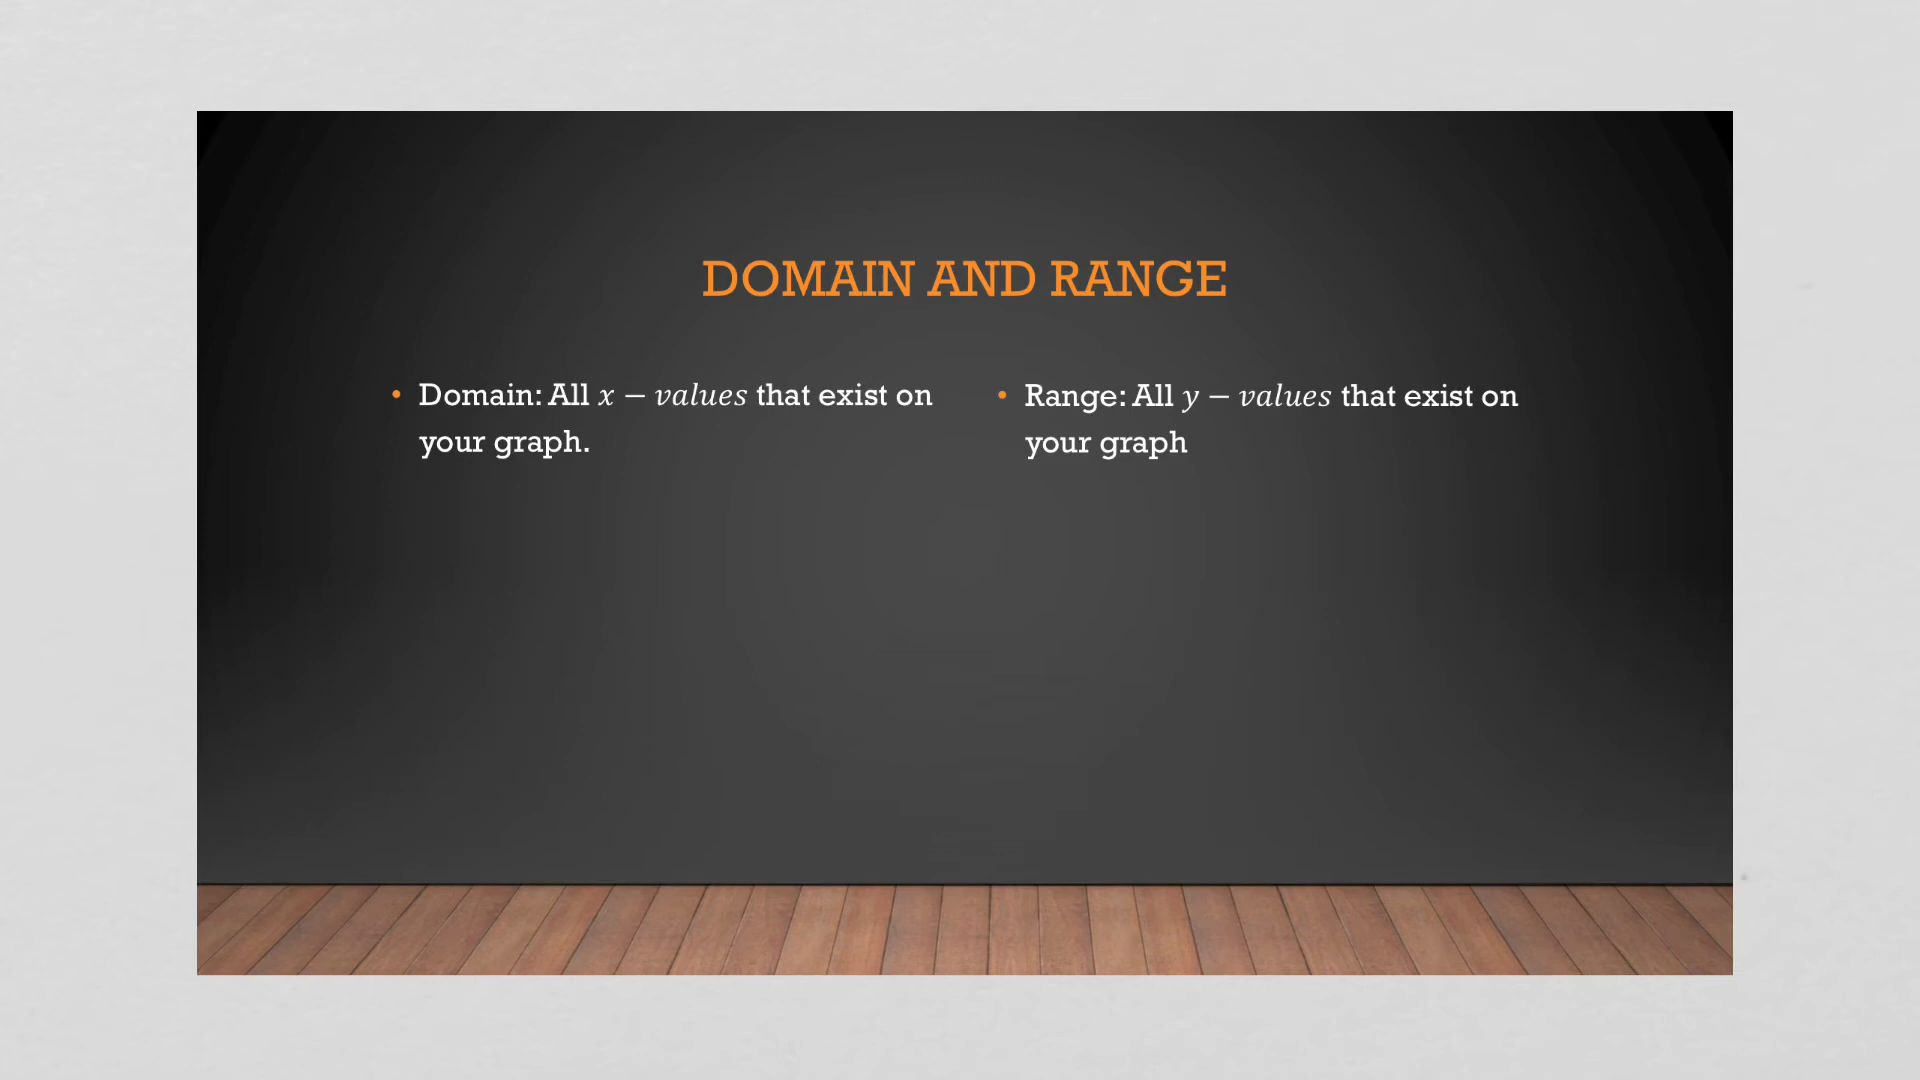 DOMAIN AND RANGE
• Domain: All x − values that exist on
your graph.
• Range: All y − values that exist on
your graph